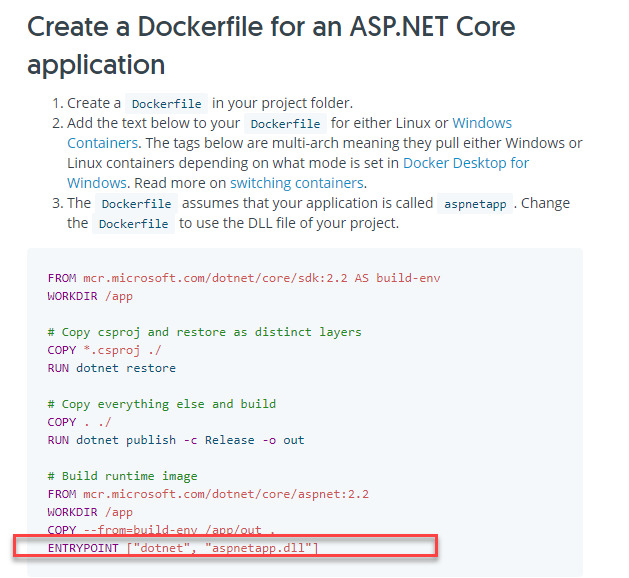 Create a Dockerfile for an ASP.NET Core
application
1. Create a Dockerfile in your project folder.
2. Add the text below to your Dockerfile for either Linux or Windows
Containers. The tags below are multi-arch meaning they pull either Windows or
Linux containers depending on what mode is set in Docker Desktop for
Windows. Read more on switching containers.
3. The Dockerfile assumes that your application is called aspnetapp. Change
the Dockerfile to use the DLL file of your project.
FROM mcr.microsoft.com/dotnet/core/sdk:2.2 AS build-env
WORKDIR /app
# Copy csproj and restore as distinct layers
COPY *.csproj ./
RUN dotnet restore
# Copy everything else and build
COPY . ./
RUN dotnet publish -c Release -o out
# Build runtime image
FROM mcr.microsoft.com/dotnet/core/aspnet:2.2
WORKDIR /app
COPY --from=build-env /app/out .
ENTRYPOINT ["dotnet", "aspnetapp.dll"]